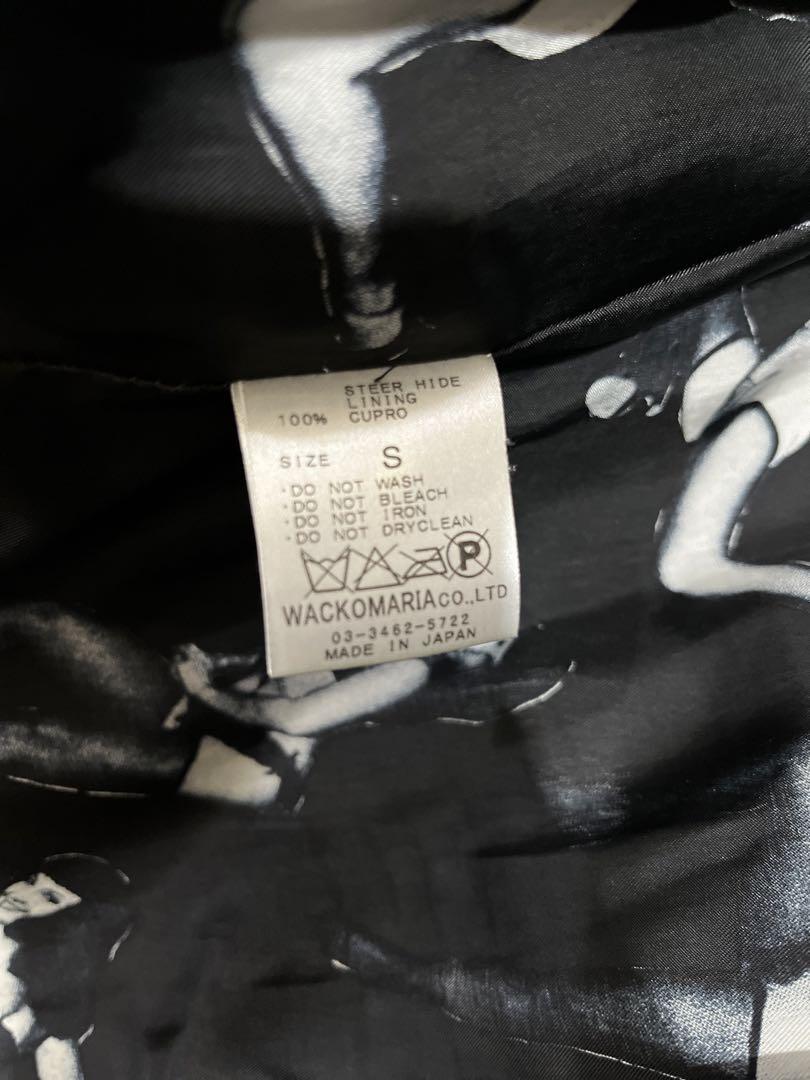 STEER HIDE
LINING
100% CUPRO
SIZE S
・DO NOT WASH
・DO NOT BLEACH
・DO NOT IRON
・DO NOT DRYCLEAN
P
WACKOMARIA CO.,LTD
03-3462-5722
MADE IN JAPAN